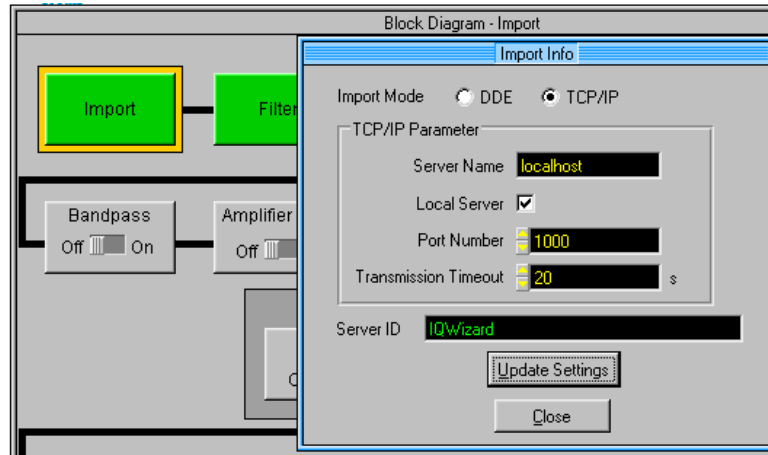 Block Diagram - Import
Import Info
Import
Filter
Import Mode DDE TCP/IP
TCP/IP Parameter
Server Name localhost
Local Server
Port Number 1000
Transmission Timeout 20 s
Server ID IQWizard
Update Settings
Close
Bandpass
Off On
Amplifier
Off